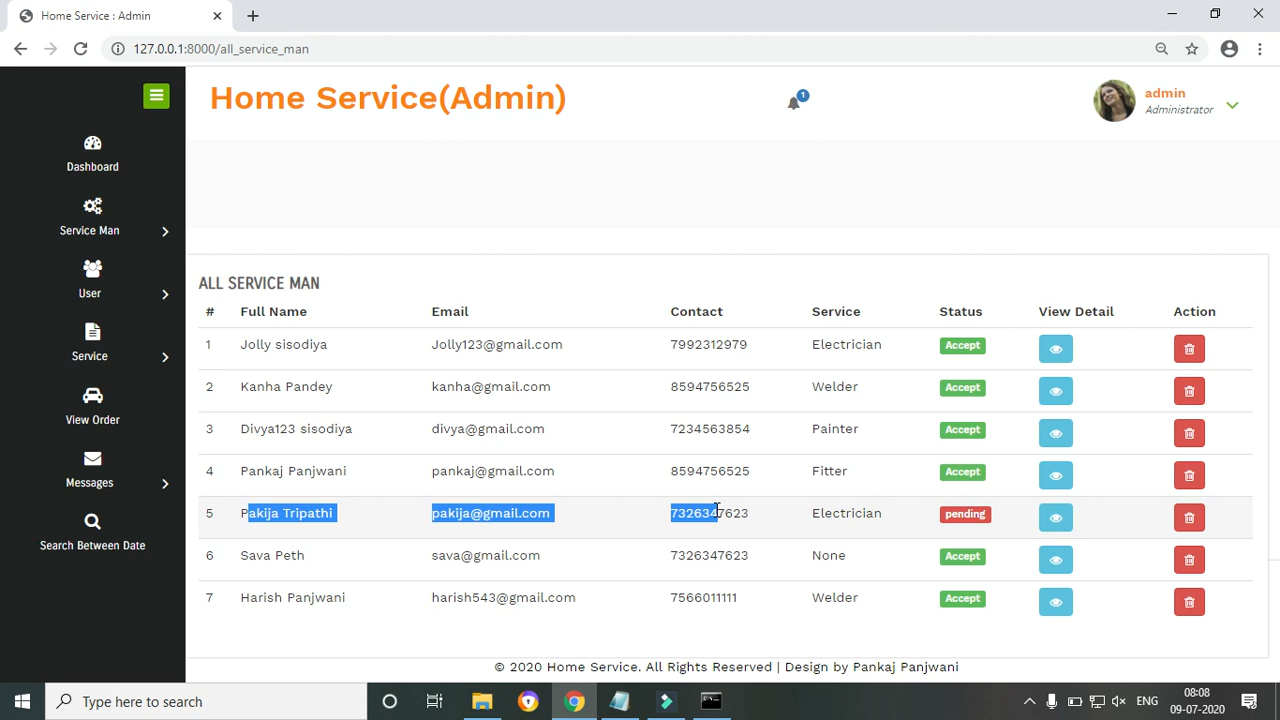 Home Service : Admin
127.0.0.1:8000/all_service_man
Home Service(Admin)
1
admin
Administrator
Dashboard
Service Man
User
Service
View Order
Messages
Search Between Date
ALL SERVICE MAN
# Full Name Email Contact Service Status View Detail Action
1 Jolly sisodiya Jolly123@gmail.com 7992312979 Electrician Accept
2 Kanha Pandey kanha@gmail.com 8594756525 Welder Accept
3 Divya123 sisodiya divya@gmail.com 7234563854 Painter Accept
4 Pankaj Panjwani pankaj@gmail.com 8594756525 Fitter Accept
5 Pakija Tripathi pakija@gmail.com 7326347623 Electrician pending
6 Sava Peth sava@gmail.com 7326347623 None Accept
7 Harish Panjwani harish543@gmail.com 7566011111 Welder Accept
© 2020 Home Service. All Rights Reserved | Design by Pankaj Panjwani
Type here to search
ENG
08:08
09-07-2020